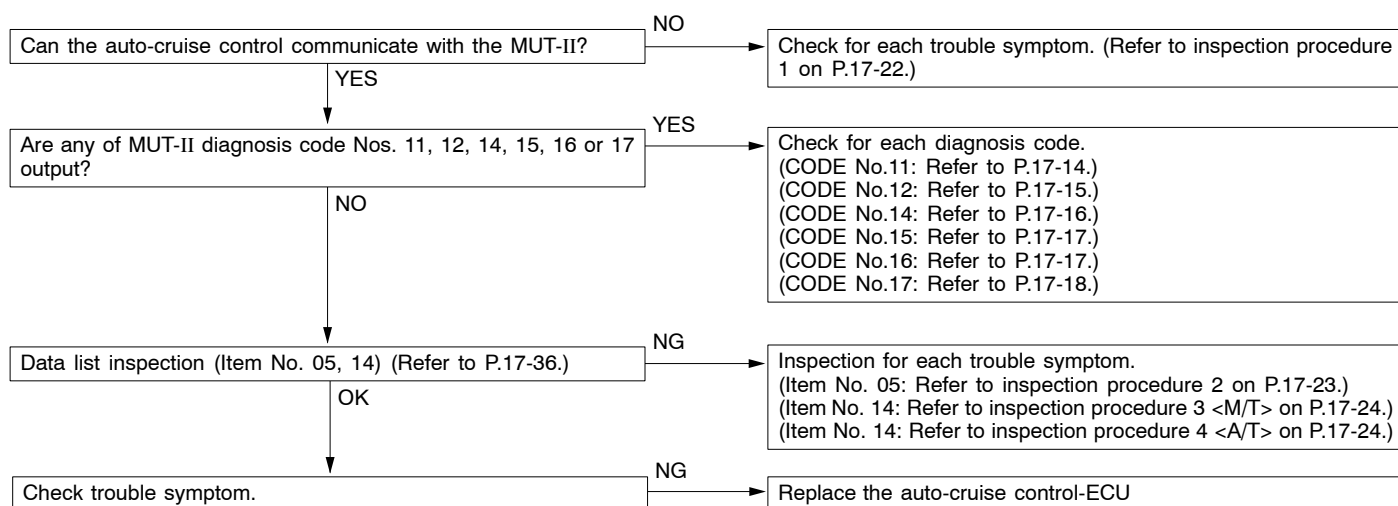 Can the auto-cruise control communicate with the MUT-II?
NO
Check for each trouble symptom. (Refer to inspection procedure
1 on P.17-22.)
YES
Are any of MUT-II diagnosis code Nos. 11, 12, 14, 15, 16 or 17
output?
YES
Check for each diagnosis code.
(CODE No.11: Refer to P.17-14.)
(CODE No.12: Refer to P.17-15.)
(CODE No.14: Refer to P.17-16.)
(CODE No.15: Refer to P.17-17.)
(CODE No.16: Refer to P.17-17.)
(CODE No.17: Refer to P.17-18.)
NO
Data list inspection (Item No. 05, 14) (Refer to P.17-36.)
NG
Inspection for each trouble symptom.
(Item No. 05: Refer to inspection procedure 2 on P.17-23.)
(Item No. 14: Refer to inspection procedure 3 <M/T> on P.17-24.)
(Item No. 14: Refer to inspection procedure 4 <A/T> on P.17-24.)
OK
Check trouble symptom.
NG
Replace the auto-cruise control-ECU